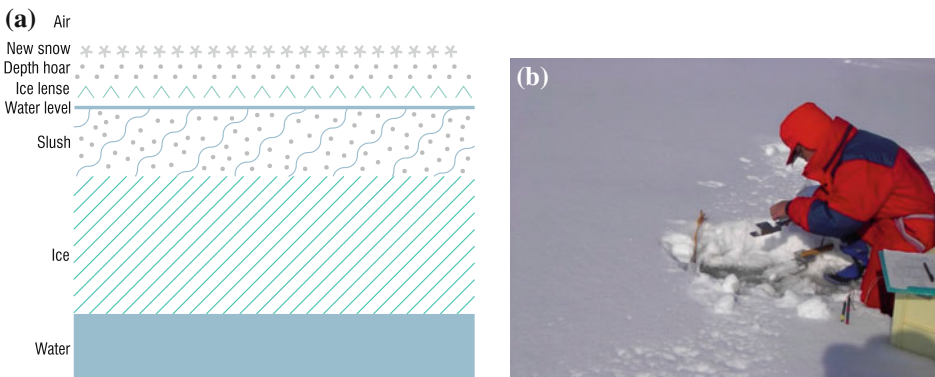 (a)
Air
New snow
Depth hoar
Ice lense
Water level
Slush
Ice
Water
(b)